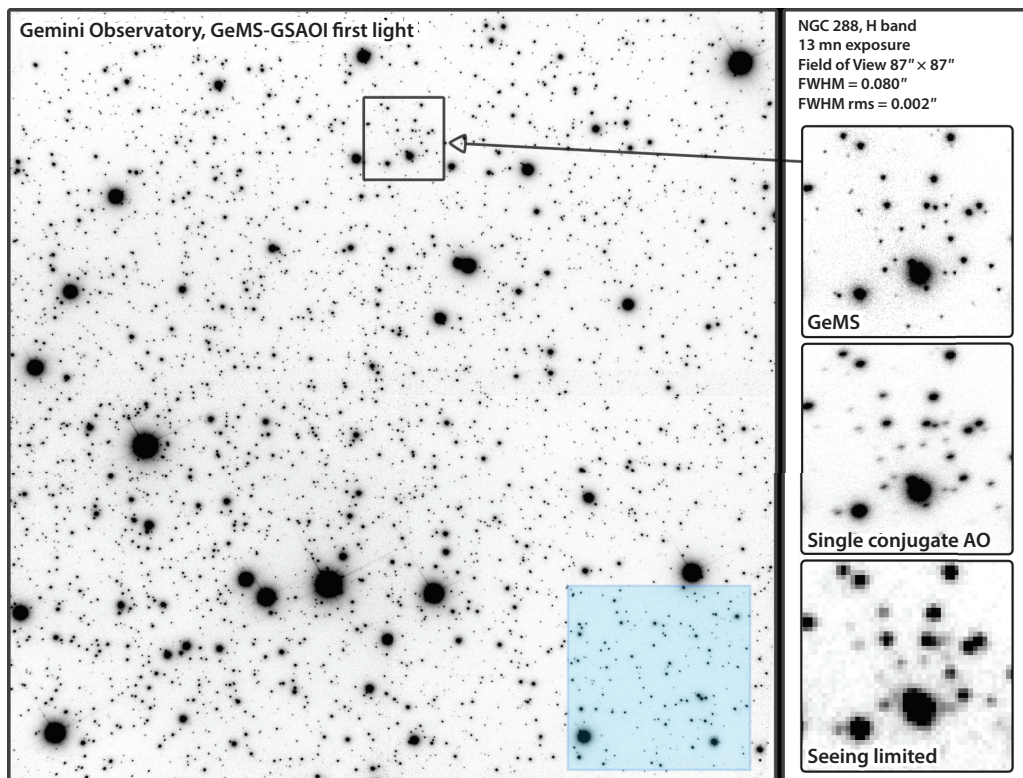 Gemini Observatory, GeMS-GSAOI first light
NGC 288, H band
13 mn exposure
Field of View 87″ × 87″
FWHM = 0.080″
FWHM rms = 0.002″
GeMS
Single conjugate AO
Seeing limited